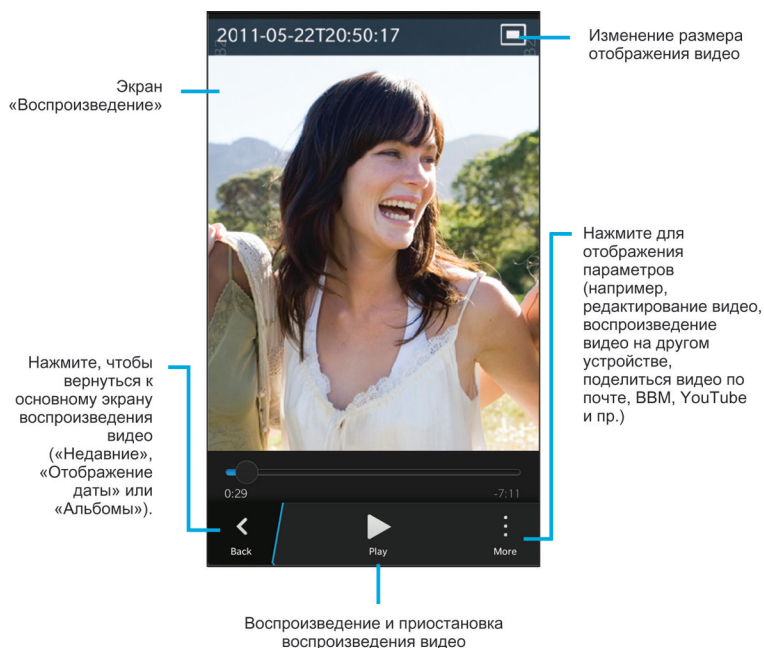 2011-05-22T20:50:17
Изменение размера
отображения видео
Экран
«Воспроизведение»
Нажмите для
отображения
параметров
(например,
редактирование видео,
воспроизведение
видео на другом
устройстве,
поделиться видео по
почте, BBM, YouTube
и пр.)
Нажмите, чтобы
вернуться к
основному экрану
воспроизведения
видео
(«Недавние»,
«Отображение
даты» или
«Альбомы»).
0:29
-7:11
Back
Play
More
Воспроизведение и приостановка
воспроизведения видео